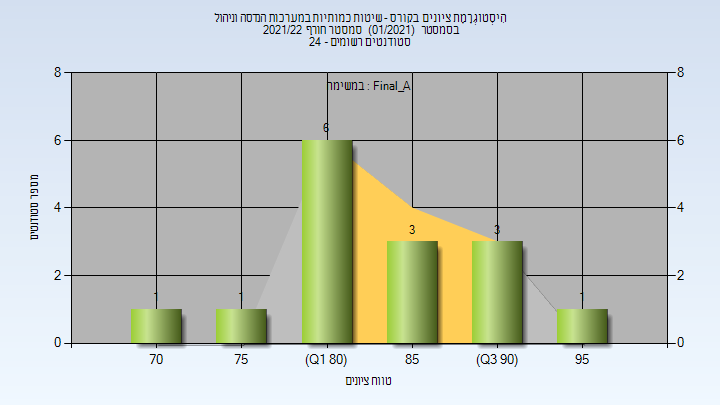 הִיסְטוֹגְרָמַת ציונים בקורס - שיטות כמותיות במערכות הנדסה וניהול
בסמסטר (01/2021) סמסטר חורף 2021/22
סטודנטים רשומים - 24
במשימה : Final_A
8 8
6 6
4 4
2 2
0 0
6
3
3
1
1
1
מספר סטודנטים
70 75 (Q1 80) 85 (Q3 90) 95
טווח ציונים